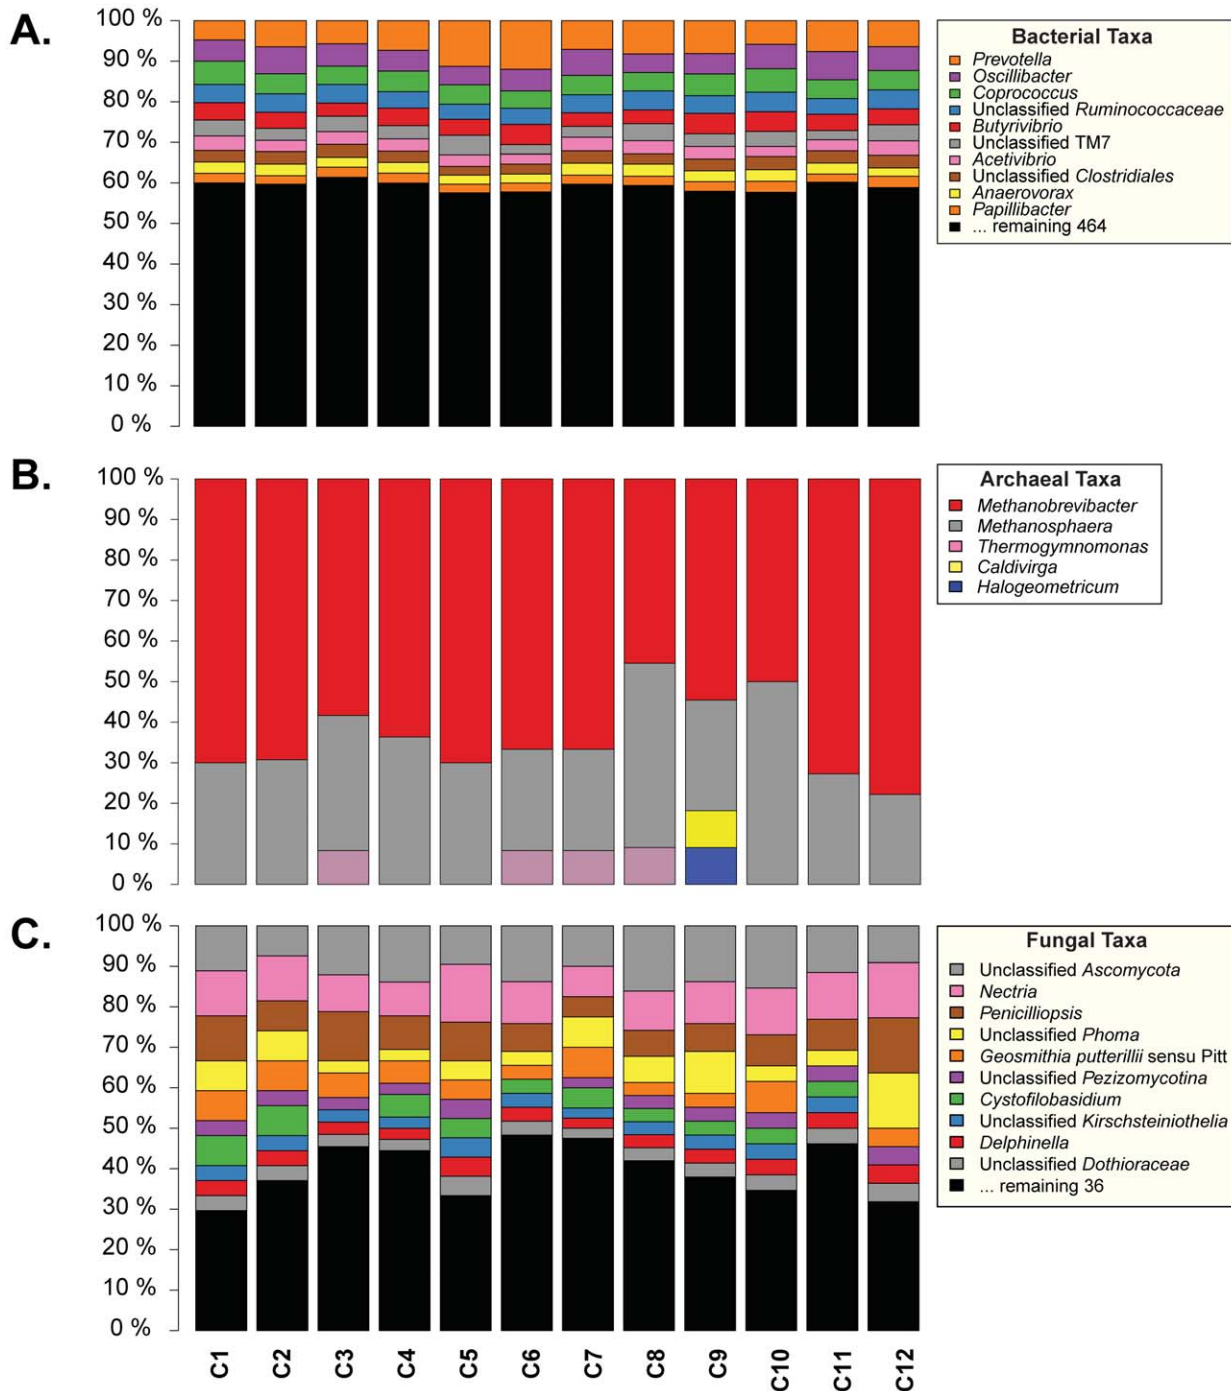 A.
100 %
90 %
80 %
70 %
60 %
50 %
40 %
30 %
20 %
10 %
0 %
Bacterial Taxa
Prevotella
Oscillibacter
Coprococcus
Unclassified Ruminococcaceae
Butyrivibrio
Unclassified TM7
Acetivibrio
Unclassified Clostridiales
Anaerovorax
Papillibacter
... remaining 464
B.
100 %
90 %
80 %
70 %
60 %
50 %
40 %
30 %
20 %
10 %
0 %
Archaeal Taxa
Methanobrevibacter
Methanosphaera
Thermogymnomonas
Caldivirga
Halogeometricum
C.
100 %
90 %
80 %
70 %
60 %
50 %
40 %
30 %
20 %
10 %
0 %
Fungal Taxa
Unclassified Ascomycota
Nectria
Penicilliopsis
Unclassified Phoma
Geosmithia putterillii sensu Pitt
Unclassified Pezizomycotina
Cystofilobasidium
Unclassified Kirschsteiniothelia
Delphinella
Unclassified Dothioraceae
... remaining 36
C1 C2 C3 C4 C5 C6 C7 C8 C9 C10 C11 C12